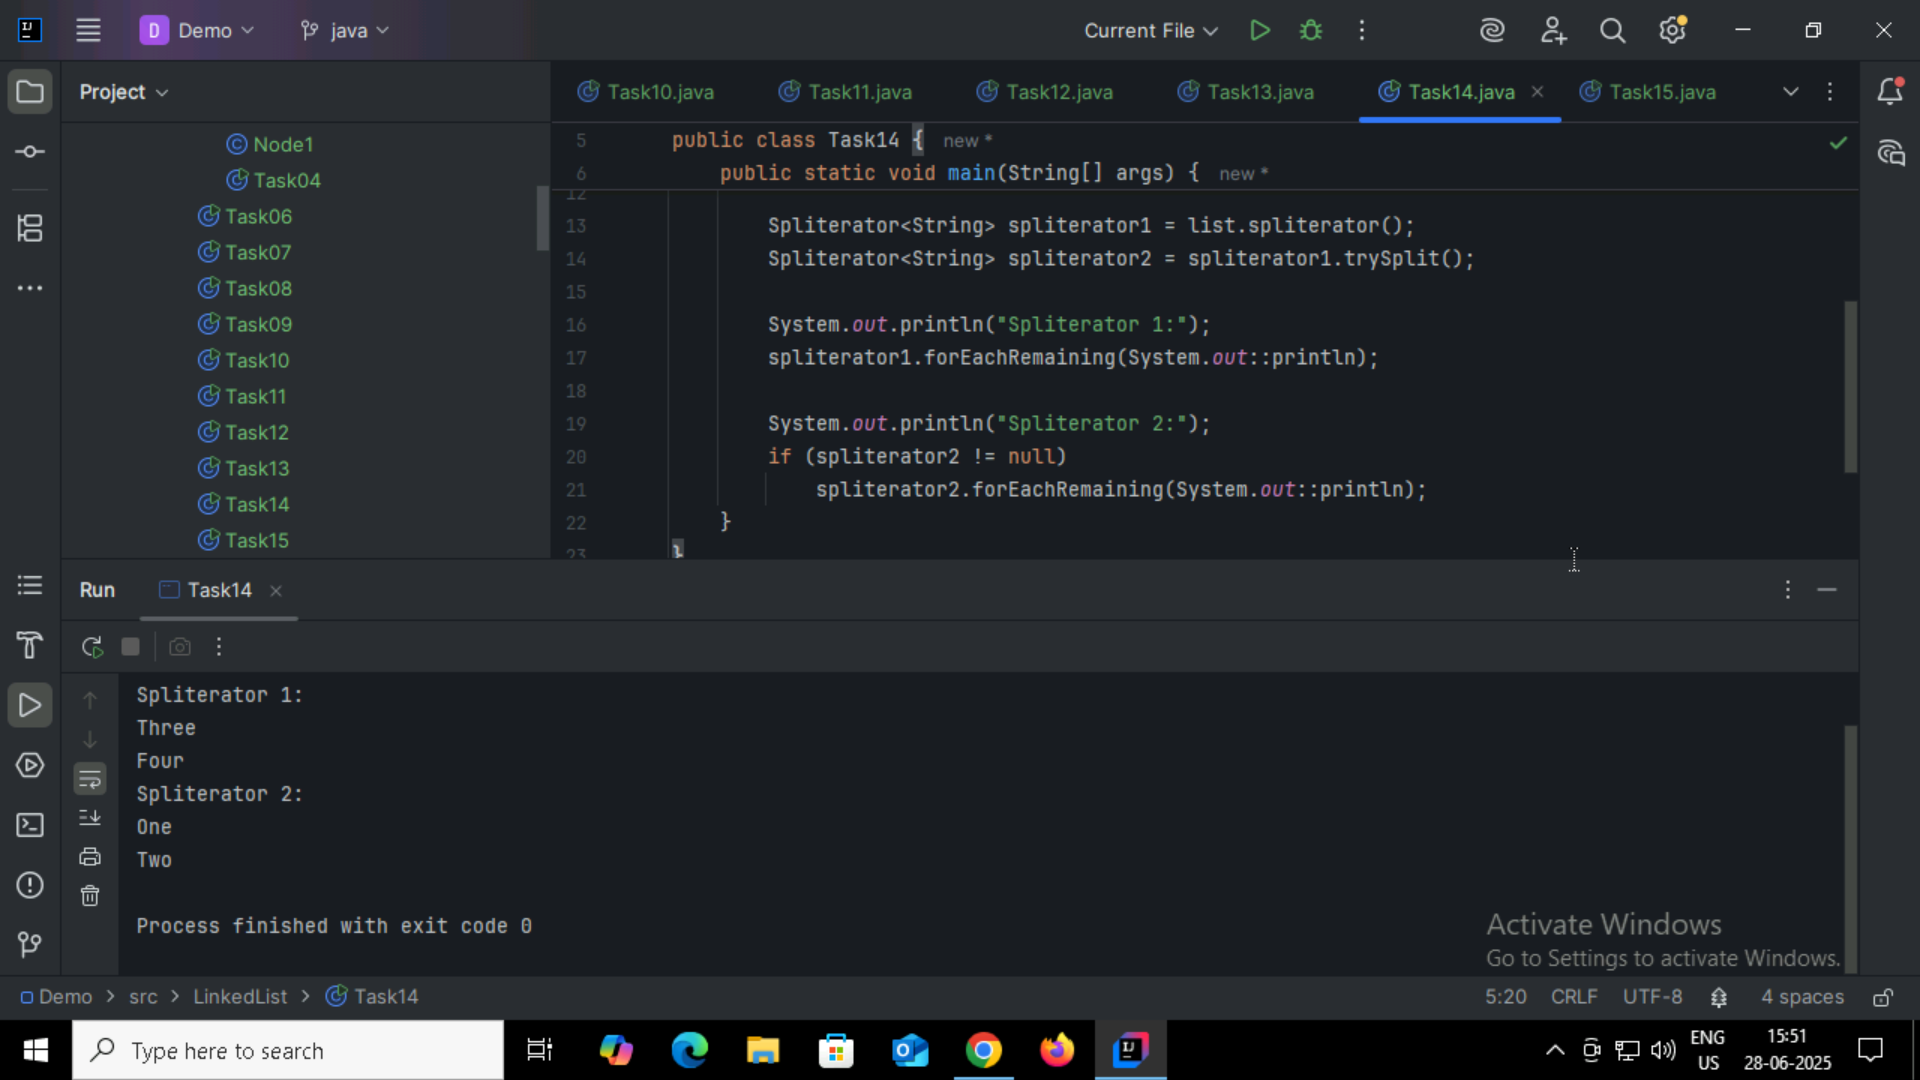 D Demo java Current File
Project
Task10.java Task11.java Task12.java Task13.java Task14.java Task15.java
Node1
Task04
Task06
Task07
Task08
Task09
Task10
Task11
Task12
Task13
Task14
Task15
5 public class Task14 { new *
6 public static void main(String[] args) { new *
12
13 Spliterator<String> spliterator1 = list.spliterator();
14 Spliterator<String> spliterator2 = spliterator1.trySplit();
15
16 System.out.println("Spliterator 1:");
17 spliterator1.forEachRemaining(System.out::println);
18
19 System.out.println("Spliterator 2:");
20 if (spliterator2 != null)
21 spliterator2.forEachRemaining(System.out::println);
22 }
23 }
Run Task14
Spliterator 1:
Three
Four
Spliterator 2:
One
Two
Process finished with exit code 0
Activate Windows
Go to Settings to activate Windows.
Demo > src > LinkedList > Task14 5:20 CRLF UTF-8 4 spaces
Type here to search
ENG
US
15:51
28-06-2025